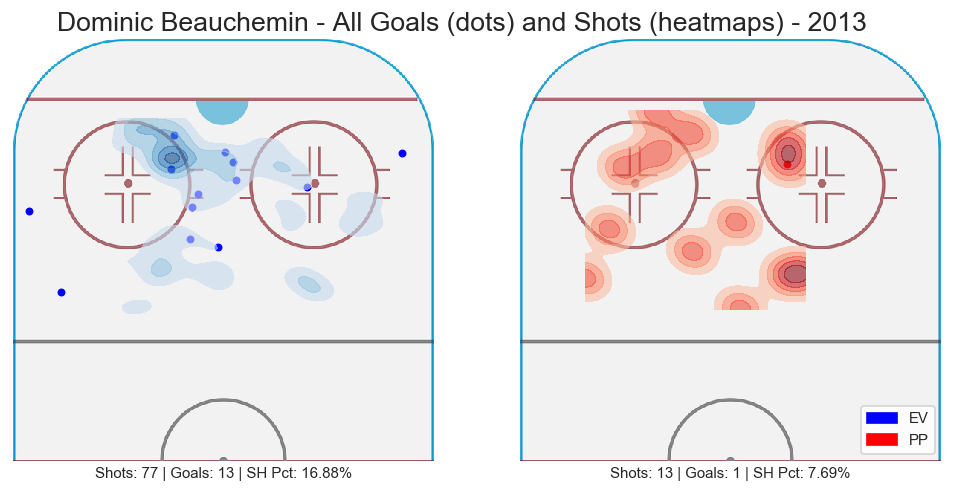 Dominic Beauchemin - All Goals (dots) and Shots (heatmaps) - 2013
EV
PP
Shots: 77 | Goals: 13 | SH Pct: 16.88%
Shots: 13 | Goals: 1 | SH Pct: 7.69%